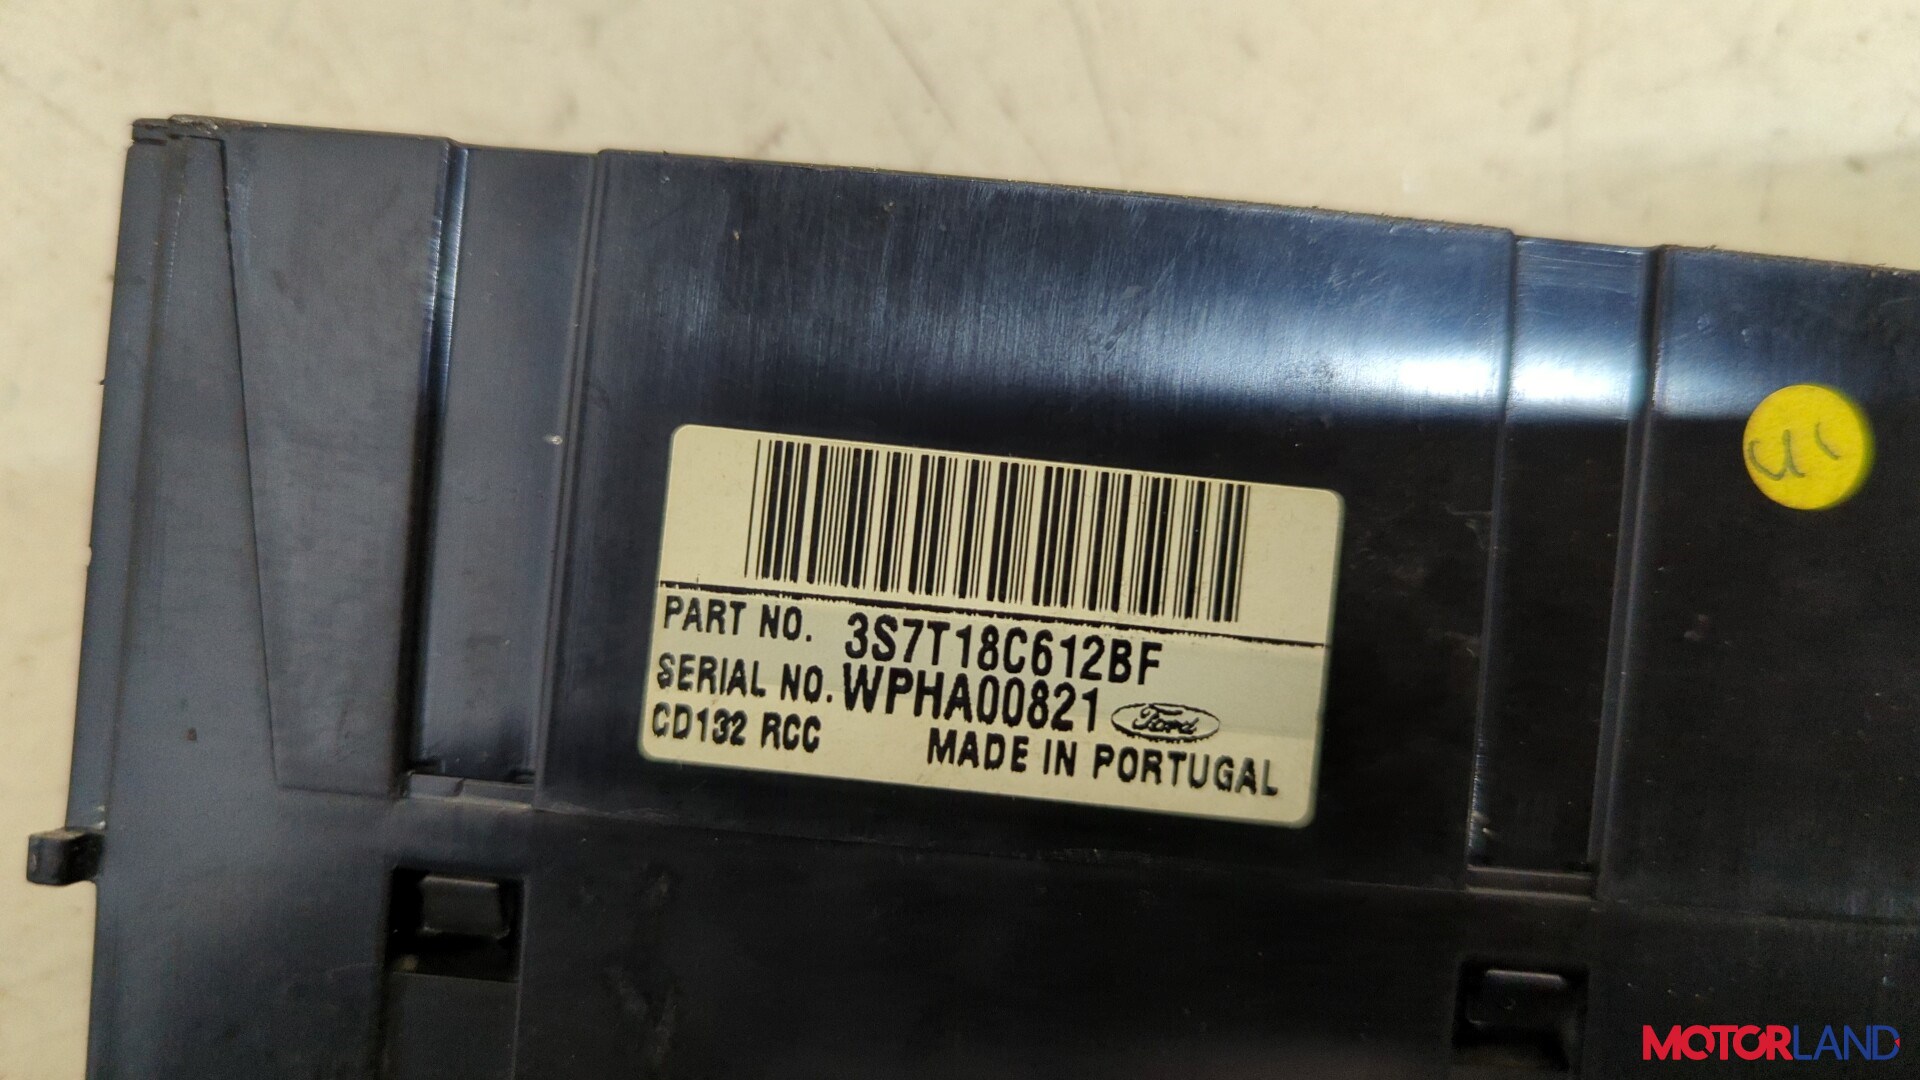 PART NO. 3S7T18C612BF
SERIAL NO. WPHA00821
Ford
CD132 RCC MADE IN PORTUGAL
MOTORLAND